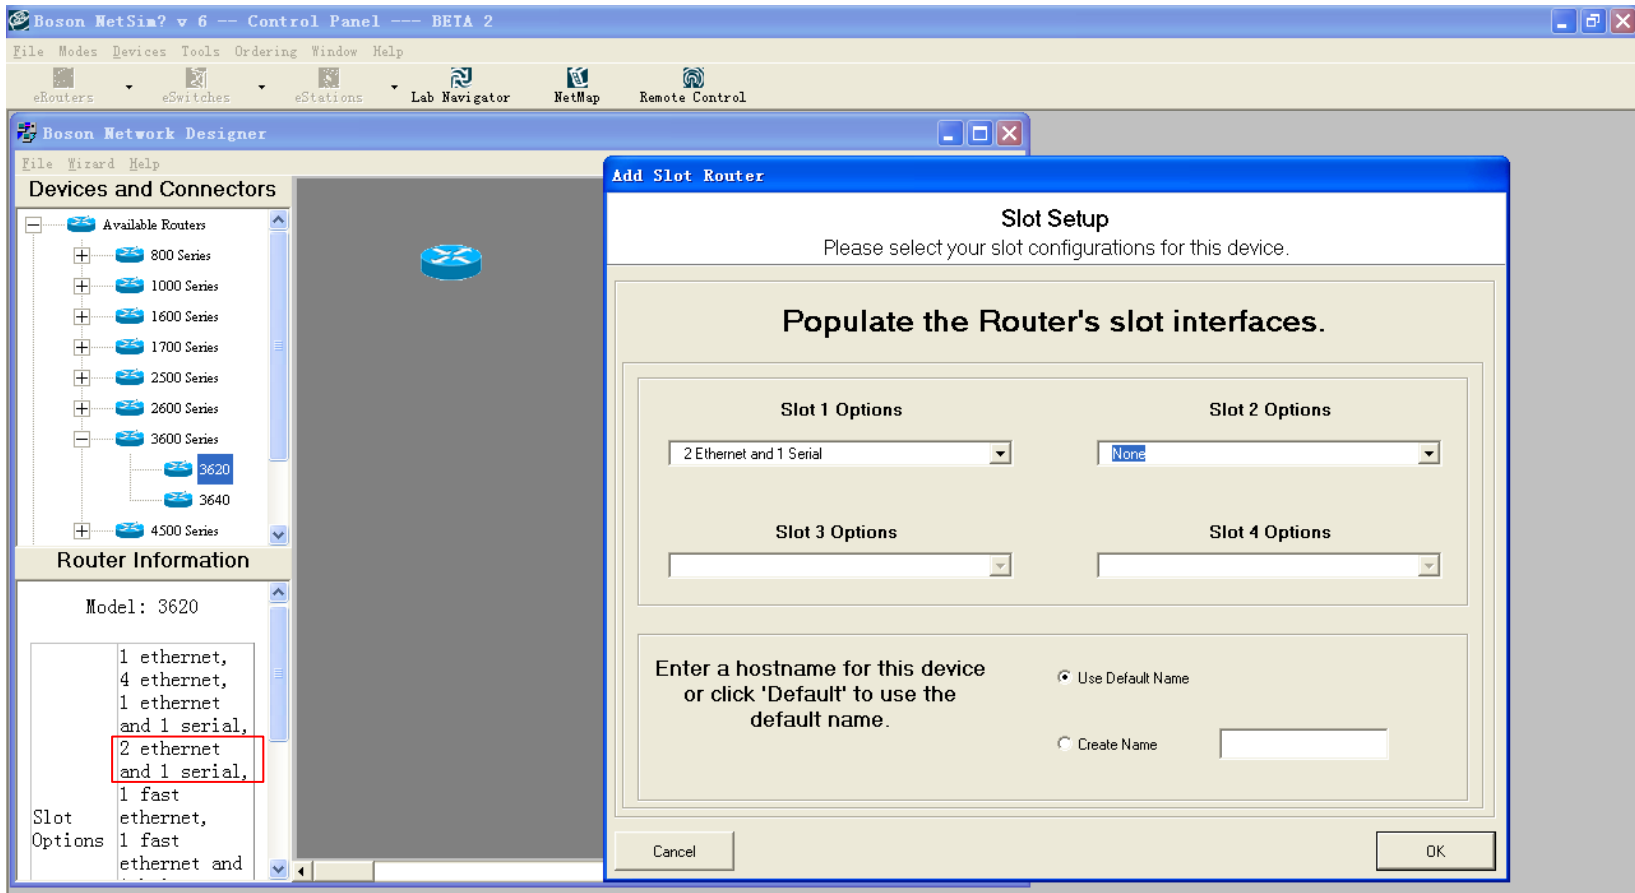 Boson NetSim? v 6 -- Control Panel --- BETA 2
File Modes Devices Tools Ordering Window Help
eRouters eSwitches eStations Lab Navigator NetMap Remote Control
Boson Network Designer
File Wizard Help
Devices and Connectors
Available Routers
800 Series
1000 Series
1600 Series
1700 Series
2500 Series
2600 Series
3600 Series
3620
3640
4500 Series
Router Information
Model: 3620
Slot
Options
1 ethernet,
4 ethernet,
1 ethernet
and 1 serial,
2 ethernet
and 1 serial,
1 fast
ethernet,
1 fast
ethernet and
Add Slot Router
Slot Setup
Please select your slot configurations for this device.
Populate the Router's slot interfaces.
Slot 1 Options
2 Ethernet and 1 Serial
Slot 2 Options
None
Slot 3 Options
Slot 4 Options
Enter a hostname for this device
or click 'Default' to use the
default name.
Use Default Name
Create Name
Cancel
OK